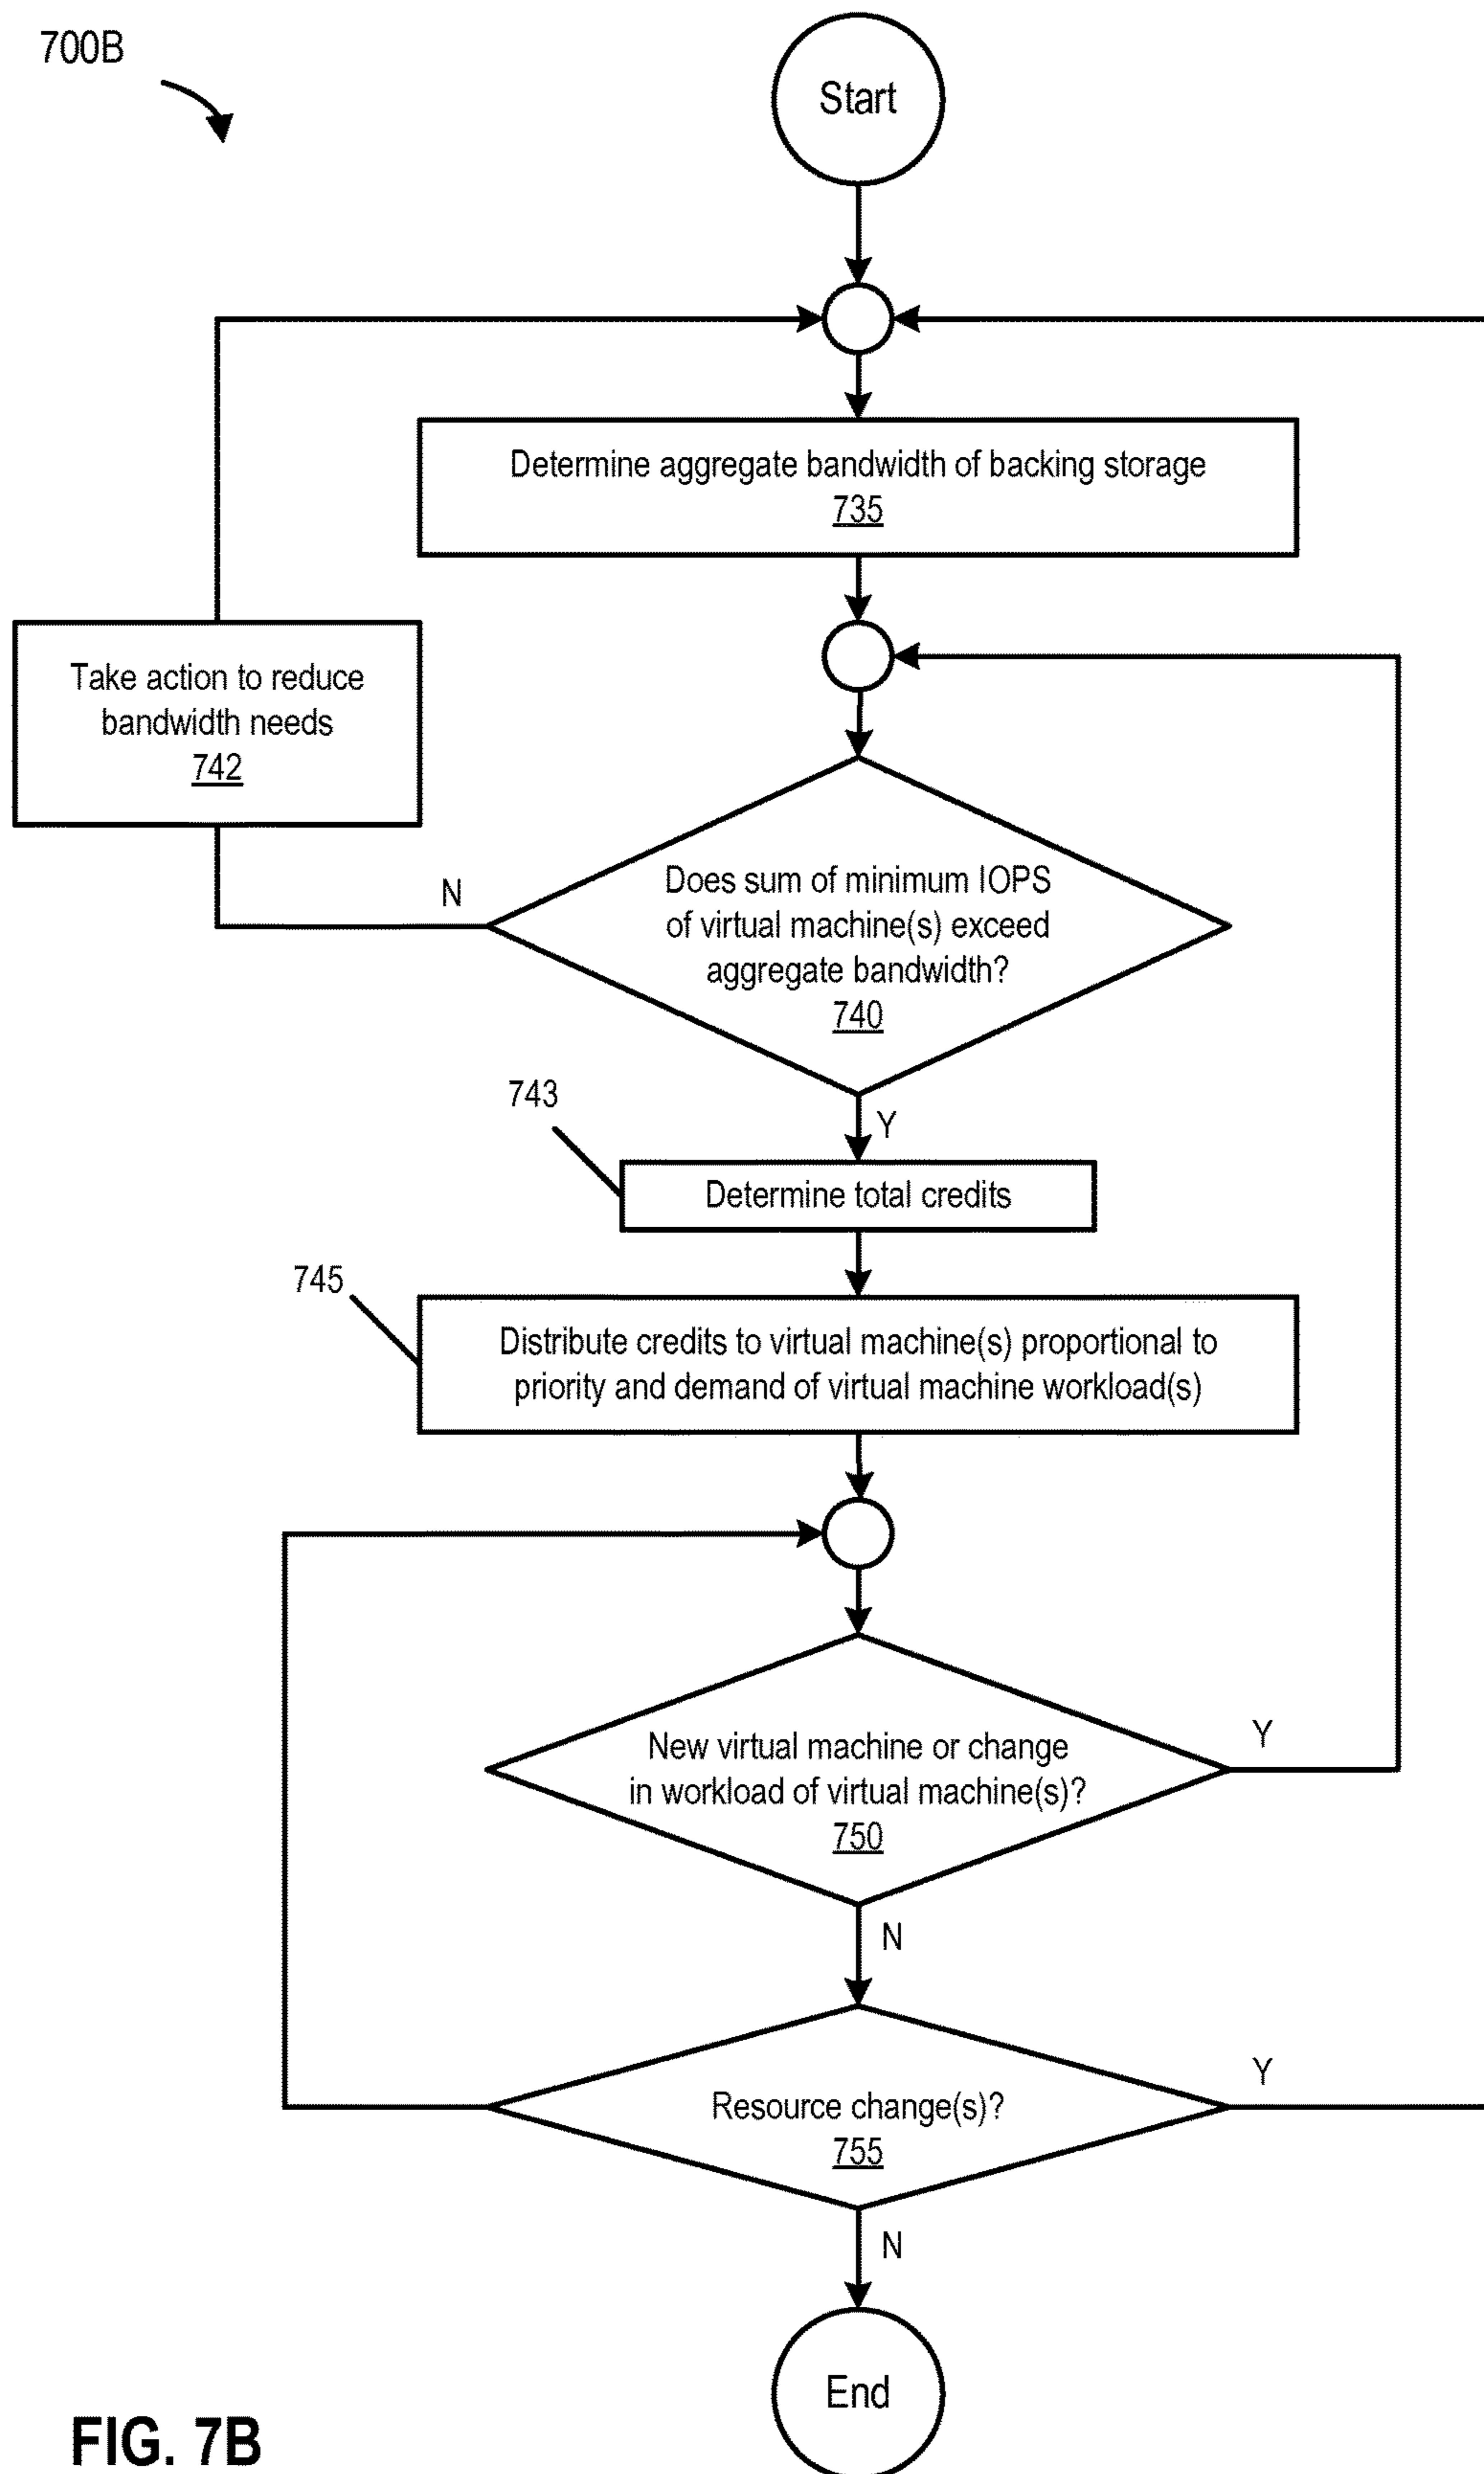 700B
Start
Determine aggregate bandwidth of backing storage
735
Take action to reduce
bandwidth needs
742
N
Does sum of minimum IOPS
of virtual machine(s) exceed
aggregate bandwidth?
740
Y
743
Determine total credits
745
Distribute credits to virtual machine(s) proportional to
priority and demand of virtual machine workload(s)
New virtual machine or change
in workload of virtual machine(s)?
750
Y
N
Resource change(s)?
755
Y
N
End
FIG. 7B